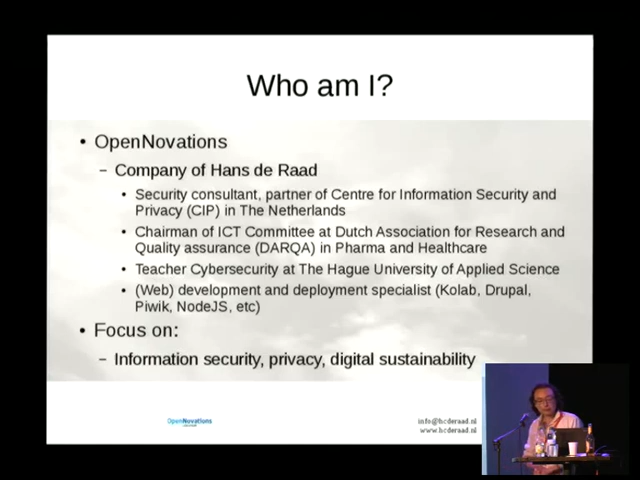 Who am I?
• OpenNovations
– Company of Hans de Raad
• Security consultant, partner of Centre for Information Security and
Privacy (CIP) in The Netherlands
• Chairman of ICT Committee at Dutch Association for Research and
Quality assurance (DARQA) in Pharma and Healthcare
• Teacher Cybersecurity at The Hague University of Applied Science
• (Web) development and deployment specialist (Kolab, Drupal,
Piwik, NodeJS, etc)
• Focus on:
– Information security, privacy, digital sustainability
OpenNovations
info@hcderaad.nl
www.hcderaad.nl